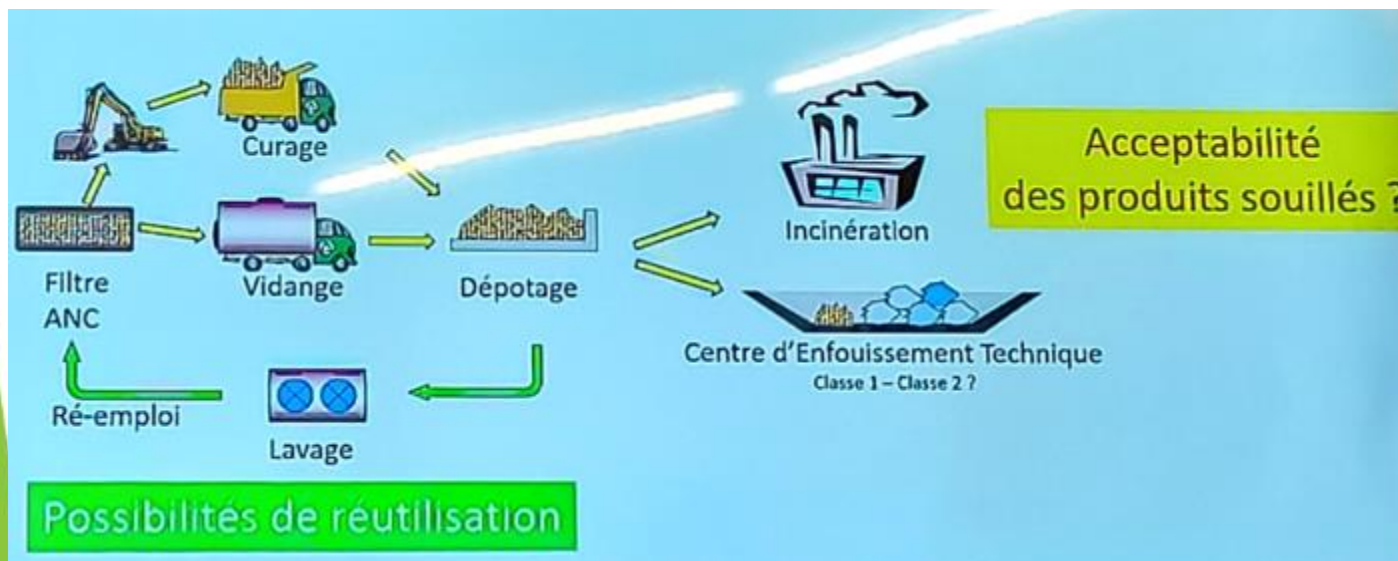 Curage
Acceptabilité
des produits souillés ?
Incinération
Filtre
ANC
Vidange
Dépotage
Centre d'Enfouissement Technique
Classe 1 – Classe 2 ?
Ré-emploi
Lavage
Possibilités de réutilisation